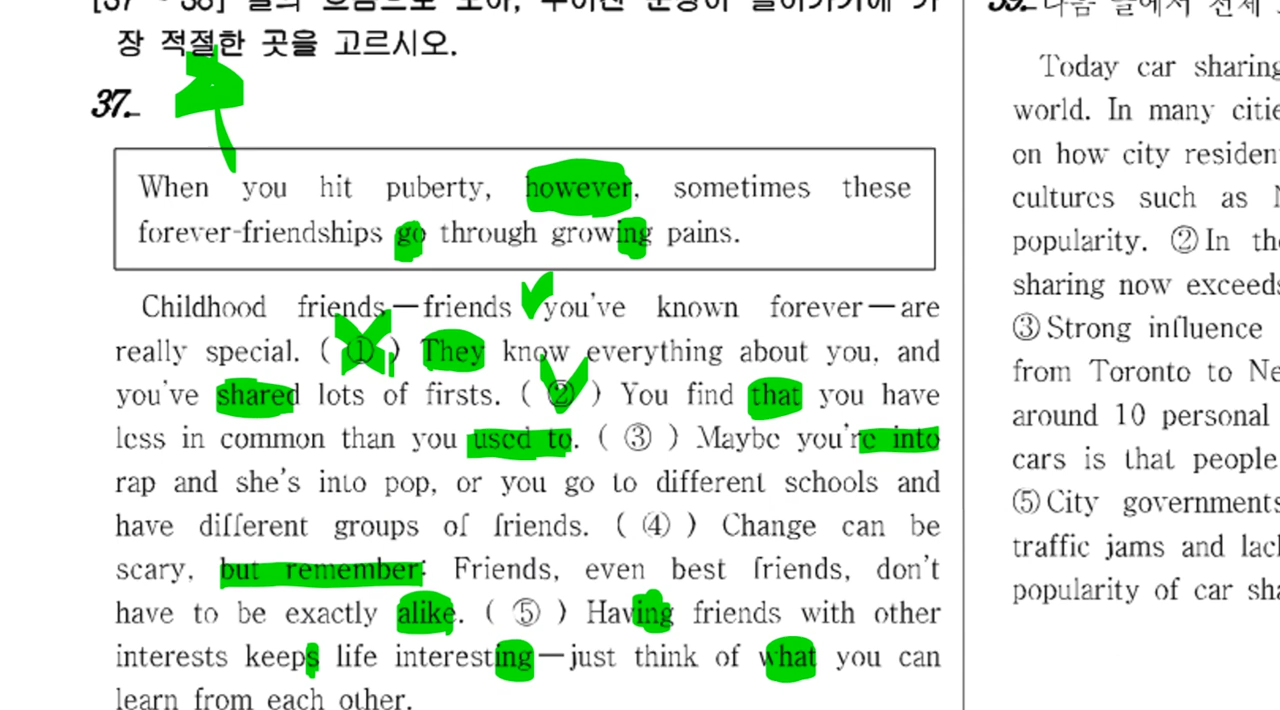 장 적절한 곳을 고르시오.
37.
When you hit puberty, however, sometimes these
forever-friendships go through growing pains.
Childhood friends—friends you've known forever—are
really special. ( ① ) They know everything about you, and
you've shared lots of firsts. ( ② ) You find that you have
less in common than you used to. ( ③ ) Maybe you're into
rap and she's into pop, or you go to different schools and
have different groups of friends. ( ④ ) Change can be
scary, but remember: Friends, even best friends, don't
have to be exactly alike. ( ⑤ ) Having friends with other
interests keeps life interesting—just think of what you can
learn from each other.
Today car sharing
world. In many citie
on how city residen
cultures such as
popularity. ② In the
sharing now exceeds
③ Strong influence
from Toronto to Ne
around 10 personal
cars is that people
⑤ City governments
traffic jams and lac
popularity of car sha